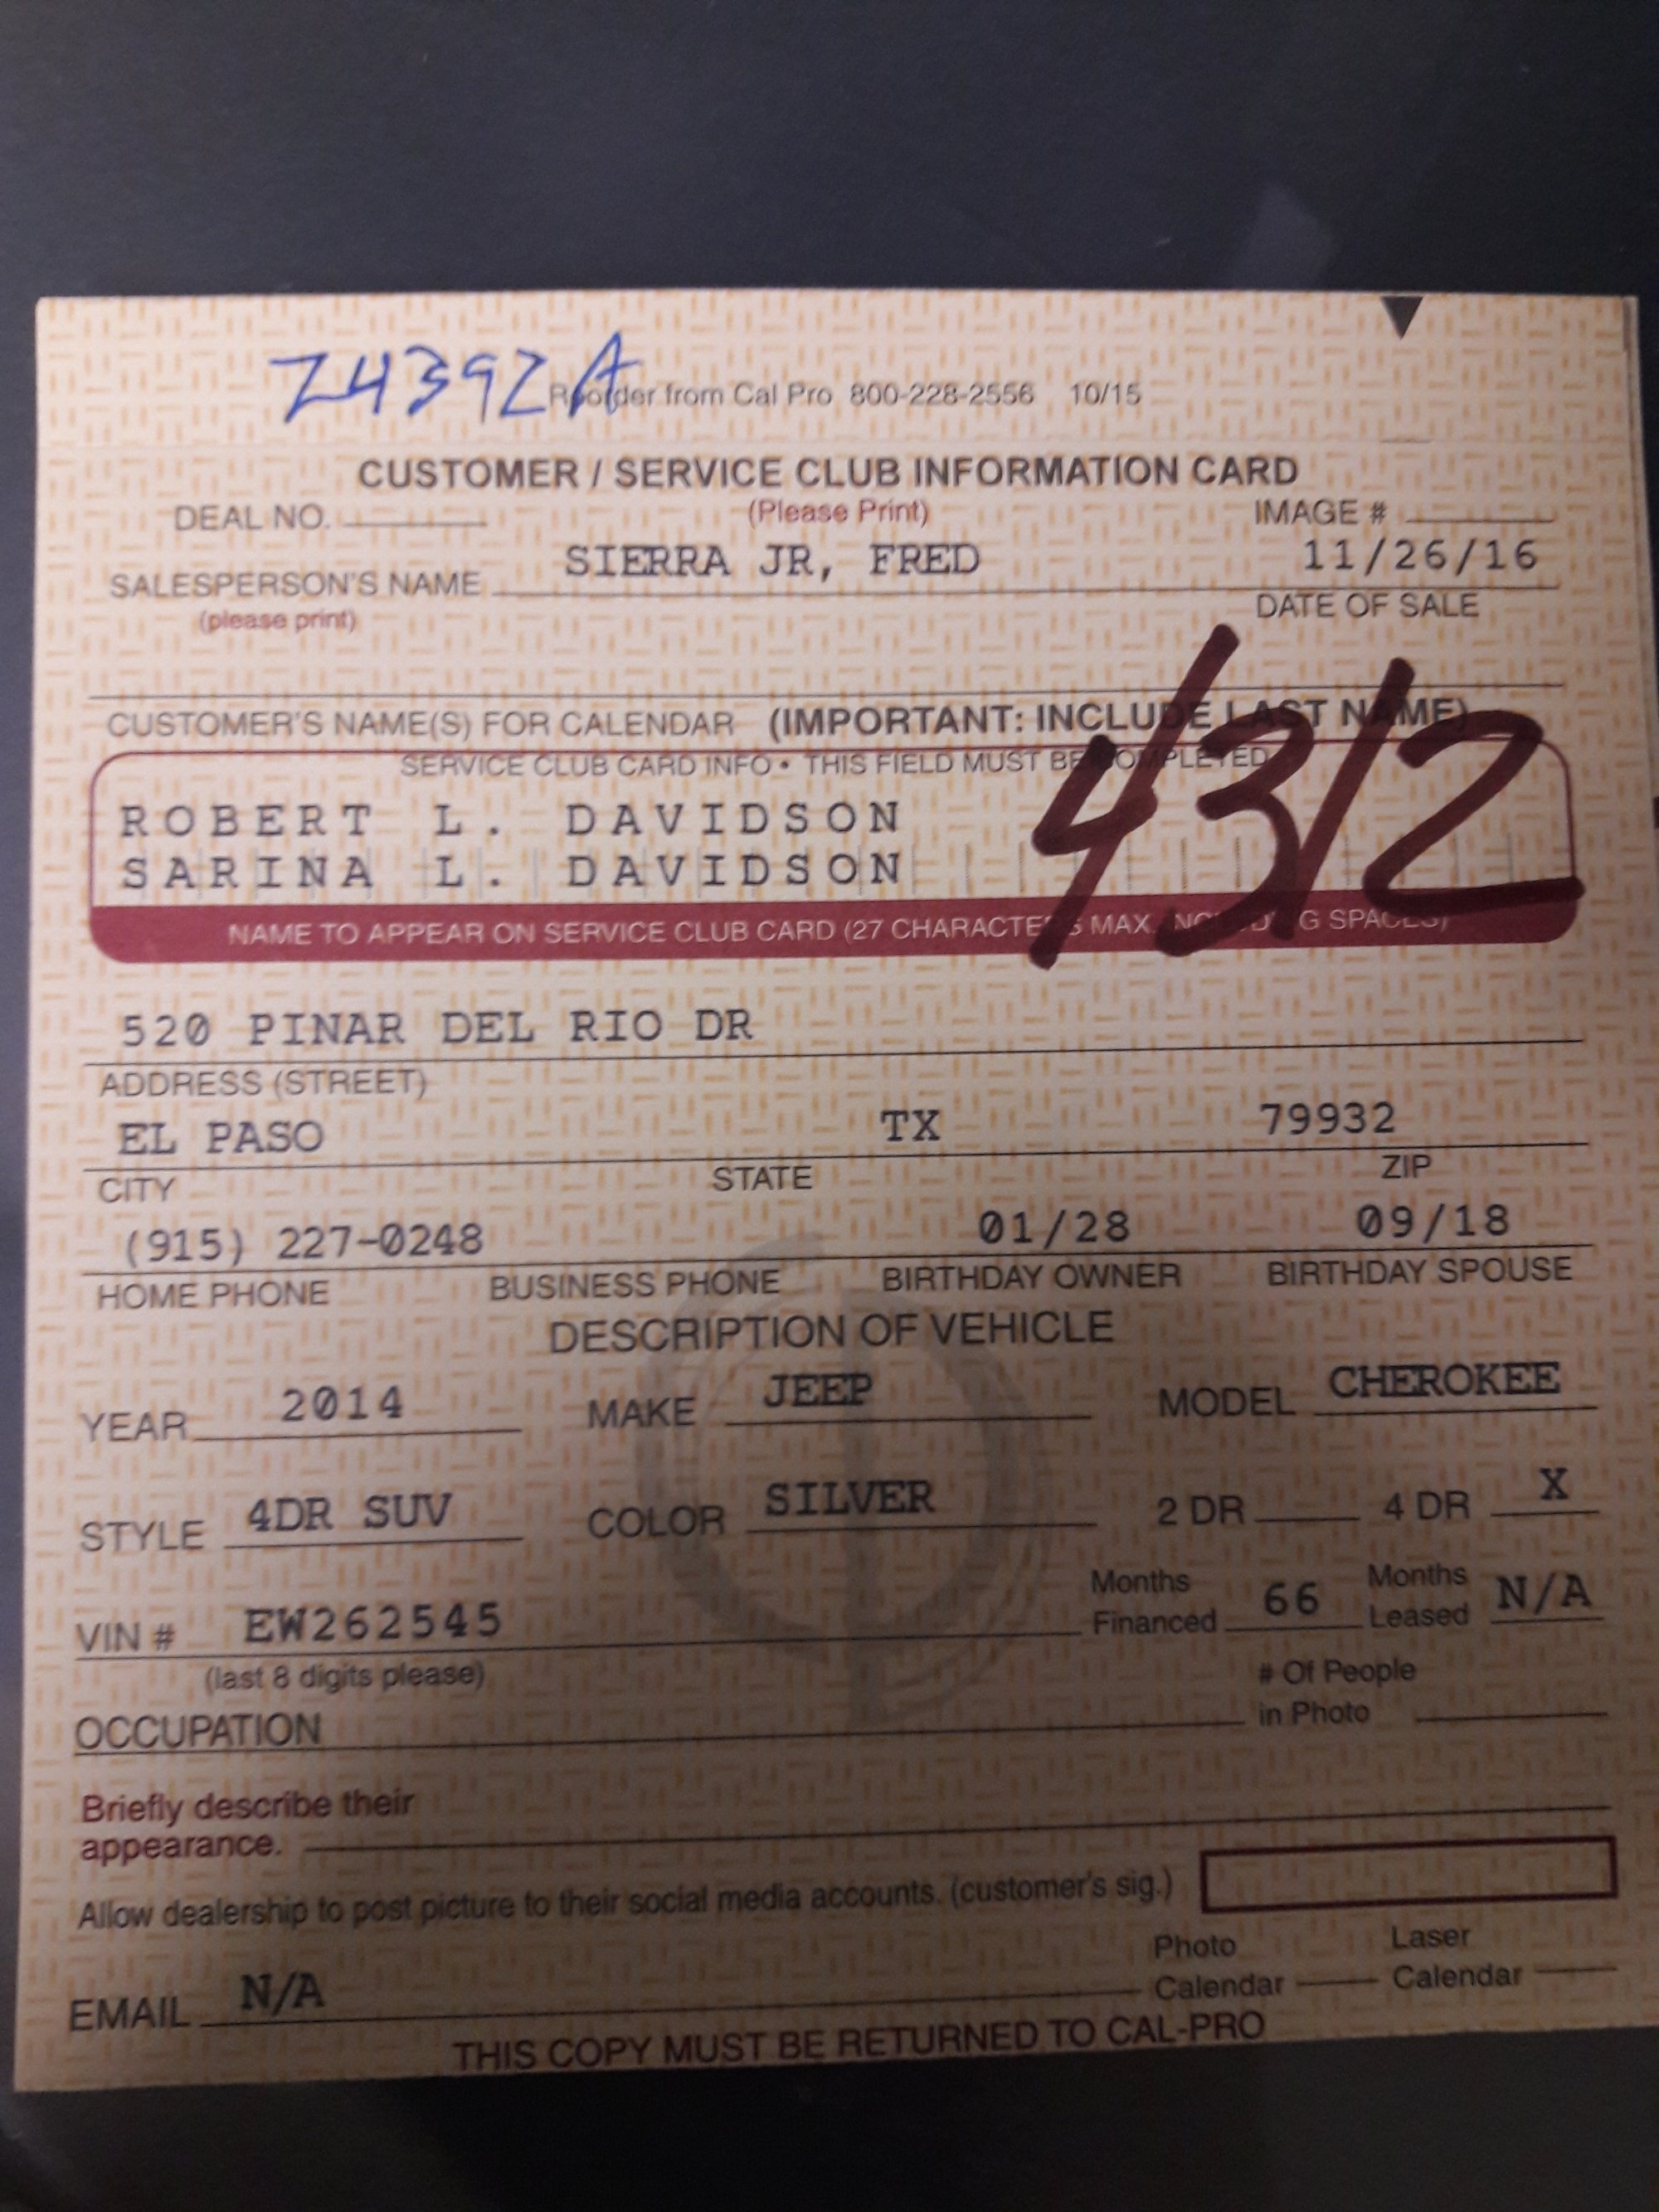 Z4392A
Reorder from Cal Pro 800-228-2556 10/15
CUSTOMER / SERVICE CLUB INFORMATION CARD
DEAL NO. (Please Print) IMAGE #
SALESPERSON'S NAME SIERRA JR, FRED 11/26/16
(please print) DATE OF SALE
CUSTOMER'S NAME(S) FOR CALENDAR (IMPORTANT: INCLUDE LAST NAME)
SERVICE CLUB CARD INFO • THIS FIELD MUST BE COMPLETED
4312
ROBERT L. DAVIDSON
SARINA L. DAVIDSON
NAME TO APPEAR ON SERVICE CLUB CARD (27 CHARACTERS MAX. INCLUDING SPACES)
520 PINAR DEL RIO DR
ADDRESS (STREET)
EL PASO TX 79932
CITY STATE ZIP
(915) 227-0248 01/28 09/18
HOME PHONE BUSINESS PHONE BIRTHDAY OWNER BIRTHDAY SPOUSE
DESCRIPTION OF VEHICLE
YEAR 2014 MAKE JEEP MODEL CHEROKEE
STYLE 4DR SUV COLOR SILVER 2 DR 4 DR X
VIN # EW262545 Months Financed 66 Months Leased N/A
(last 8 digits please)
OCCUPATION # Of People in Photo
Briefly describe their
appearance.
Allow dealership to post picture to their social media accounts. (customer's sig.)
EMAIL N/A Photo Calendar Laser Calendar
THIS COPY MUST BE RETURNED TO CAL-PRO